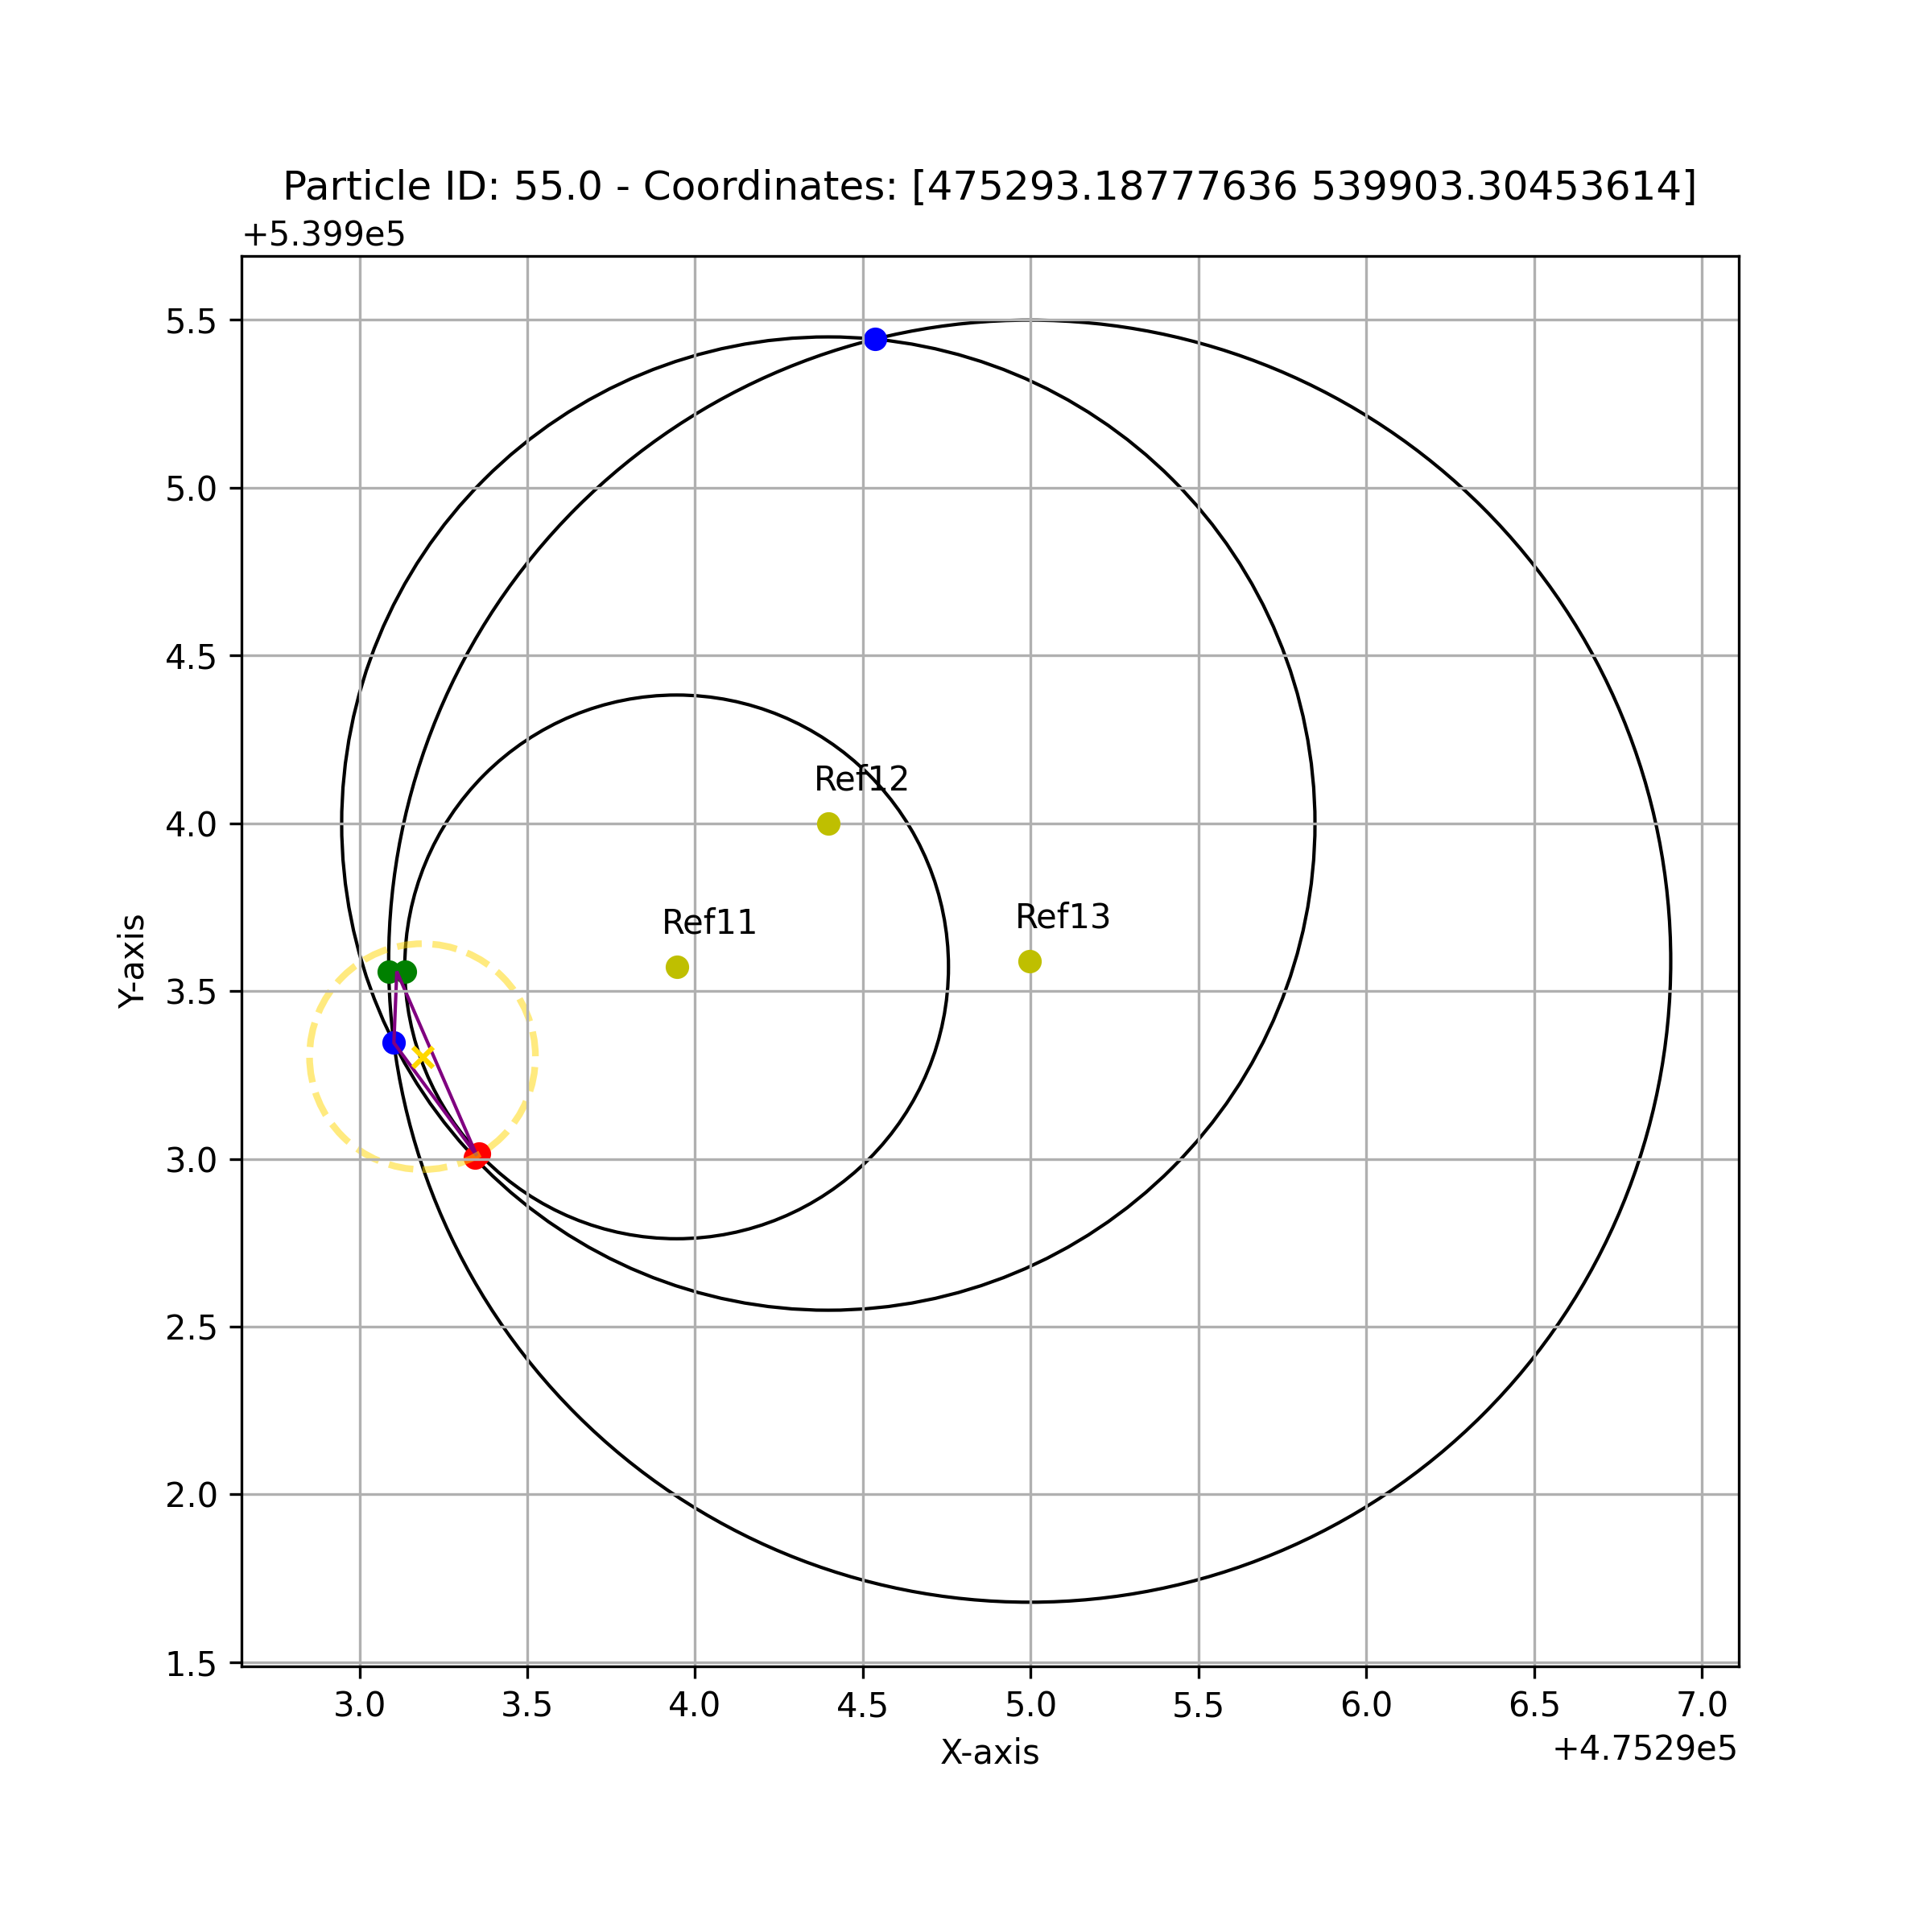 Particle ID: 55.0 - Coordinates: [475293.18777636 539903.30453614]
+5.399e5
5.5
5.0
4.5
4.0
3.5
3.0
2.5
2.0
1.5
Y-axis
Ref12
Ref11
Ref13
3.0 3.5 4.0 4.5 5.0 5.5 6.0 6.5 7.0
X-axis
+4.7529e5